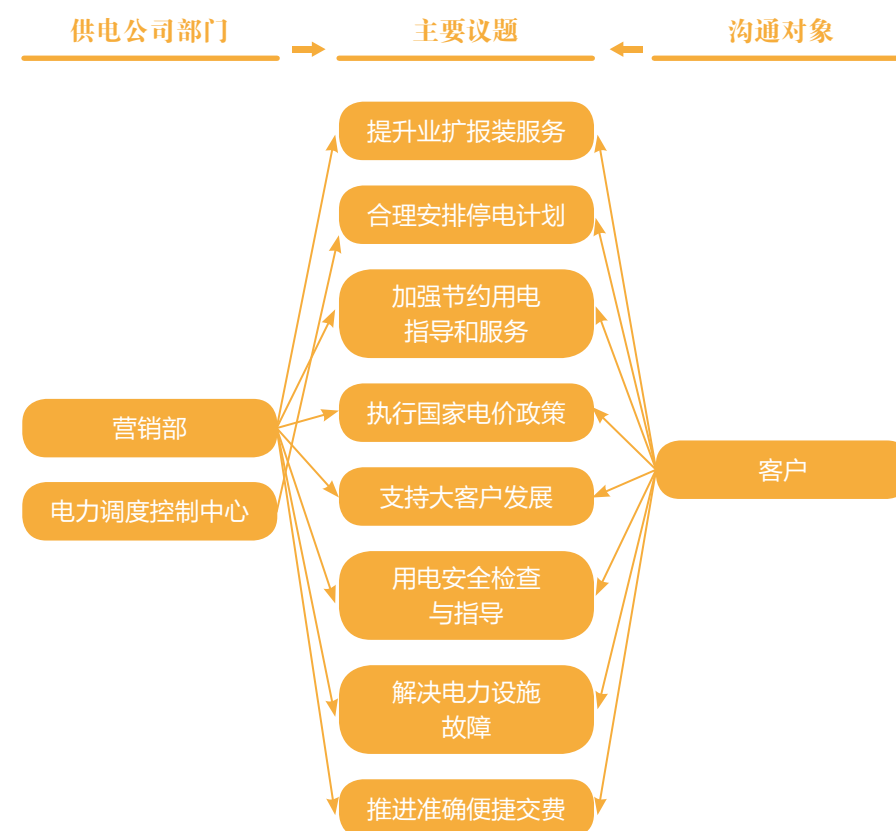 供电公司部门
主要议题
沟通对象
提升业扩报装服务
合理安排停电计划
加强节约用电
指导和服务
执行国家电价政策
支持大客户发展
用电安全检查
与指导
解决电力设施
故障
推进准确便捷交费
营销部
电力调度控制中心
客户